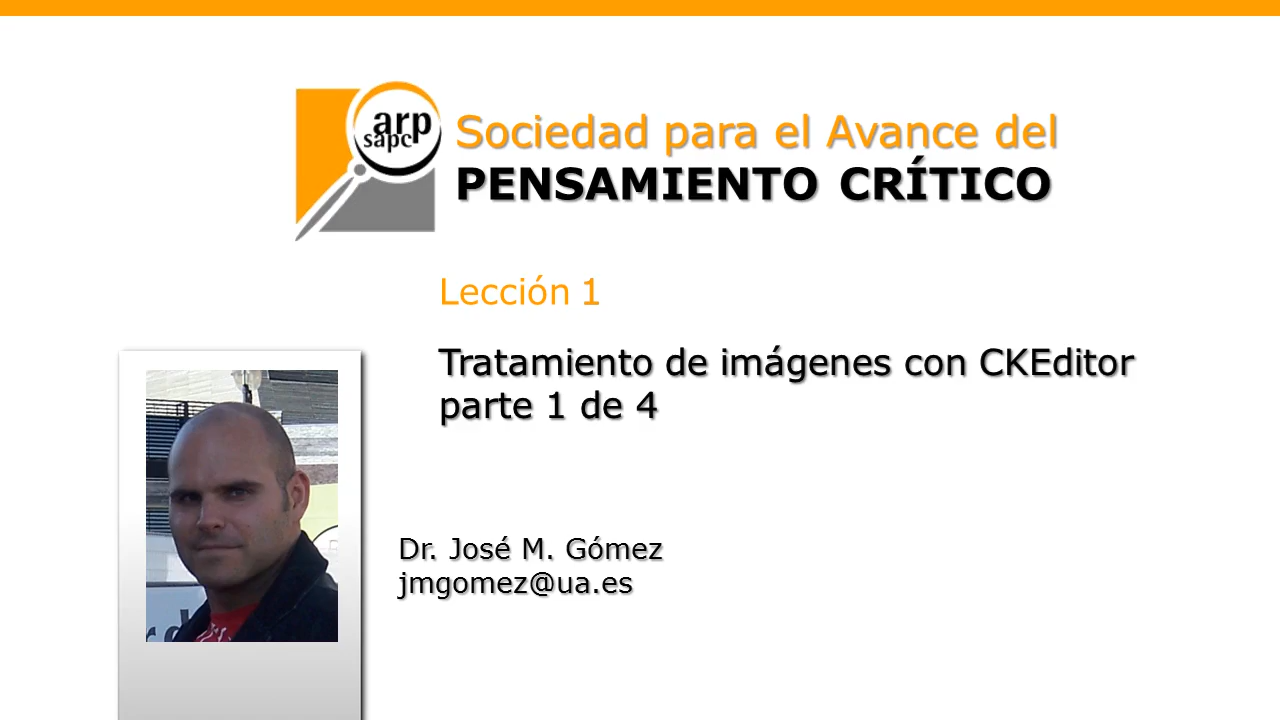 arp
sapc
Sociedad para el Avance del
PENSAMIENTO CRÍTICO
Lección 1
Tratamiento de imágenes con CKEditor
parte 1 de 4
Dr. José M. Gómez
jmgomez@ua.es